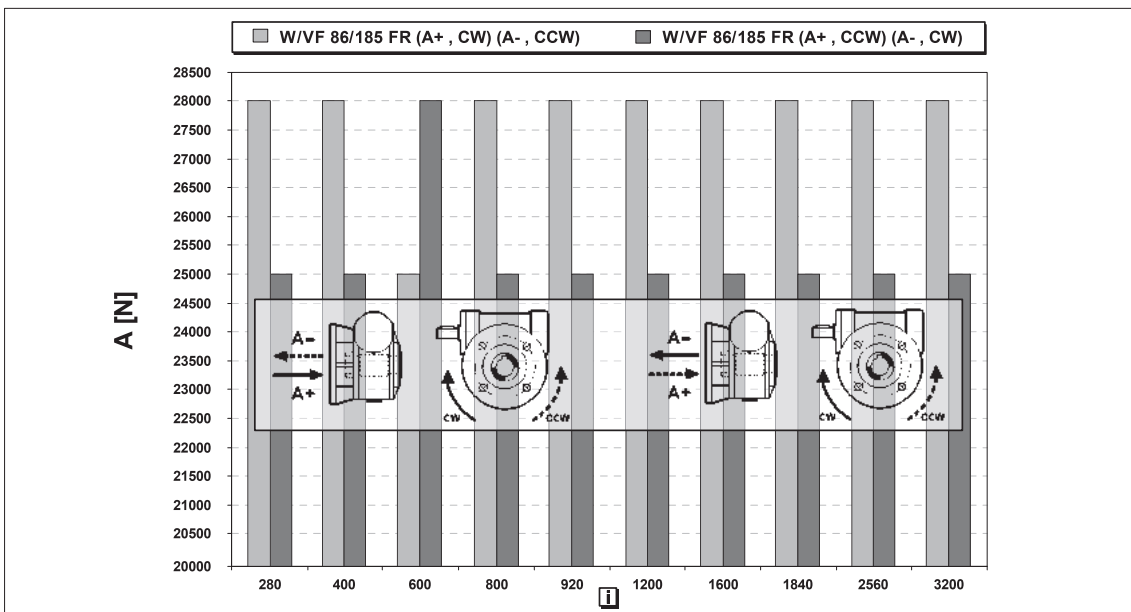 W/VF 86/185 FR (A+ , CW) (A- , CCW) W/VF 86/185 FR (A+ , CCW) (A- , CW)
A [N]
28500
28000
27500
27000
26500
26000
25500
25000
24500
24000
23500
23000
22500
22000
21500
21000
20500
20000
A-
A+
CW
CCW
A-
A+
CW
CCW
280 400 600 800 920 1200 1600 1840 2560 3200
i